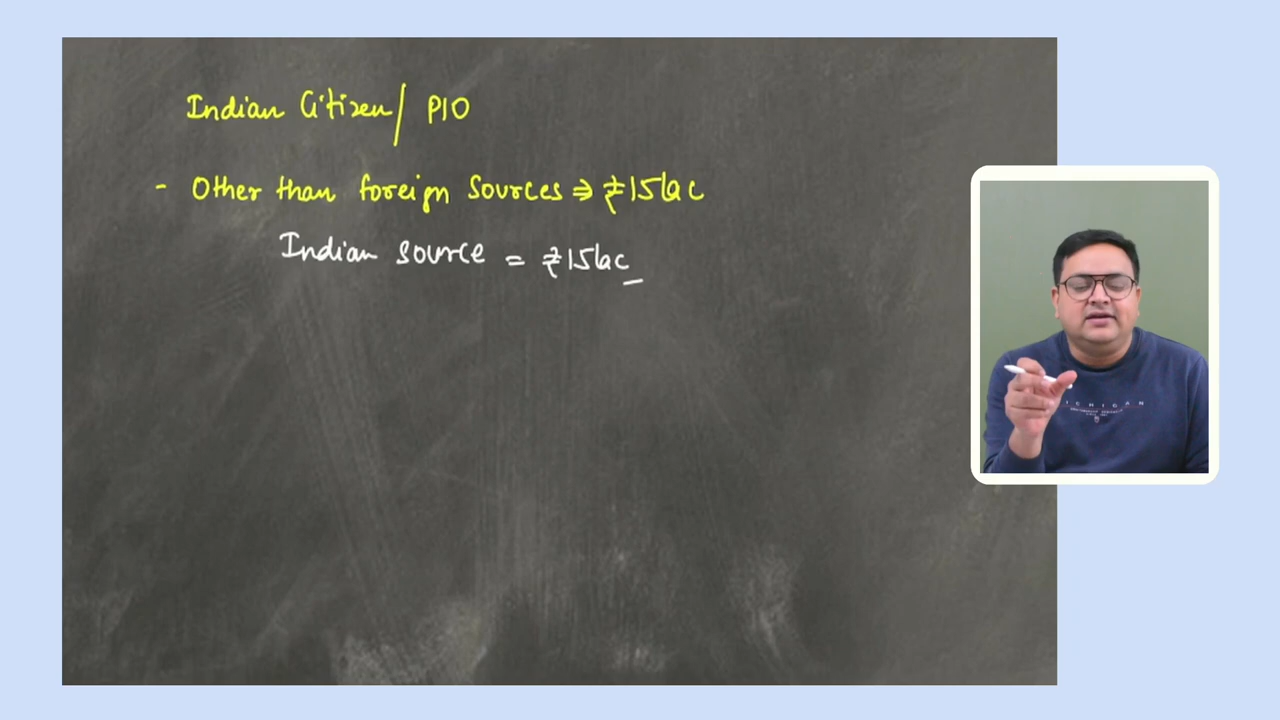 Indian Citizen/ PIO
- Other than foreign Sources ⇒ ₹15lac
Indian source = ₹15lac